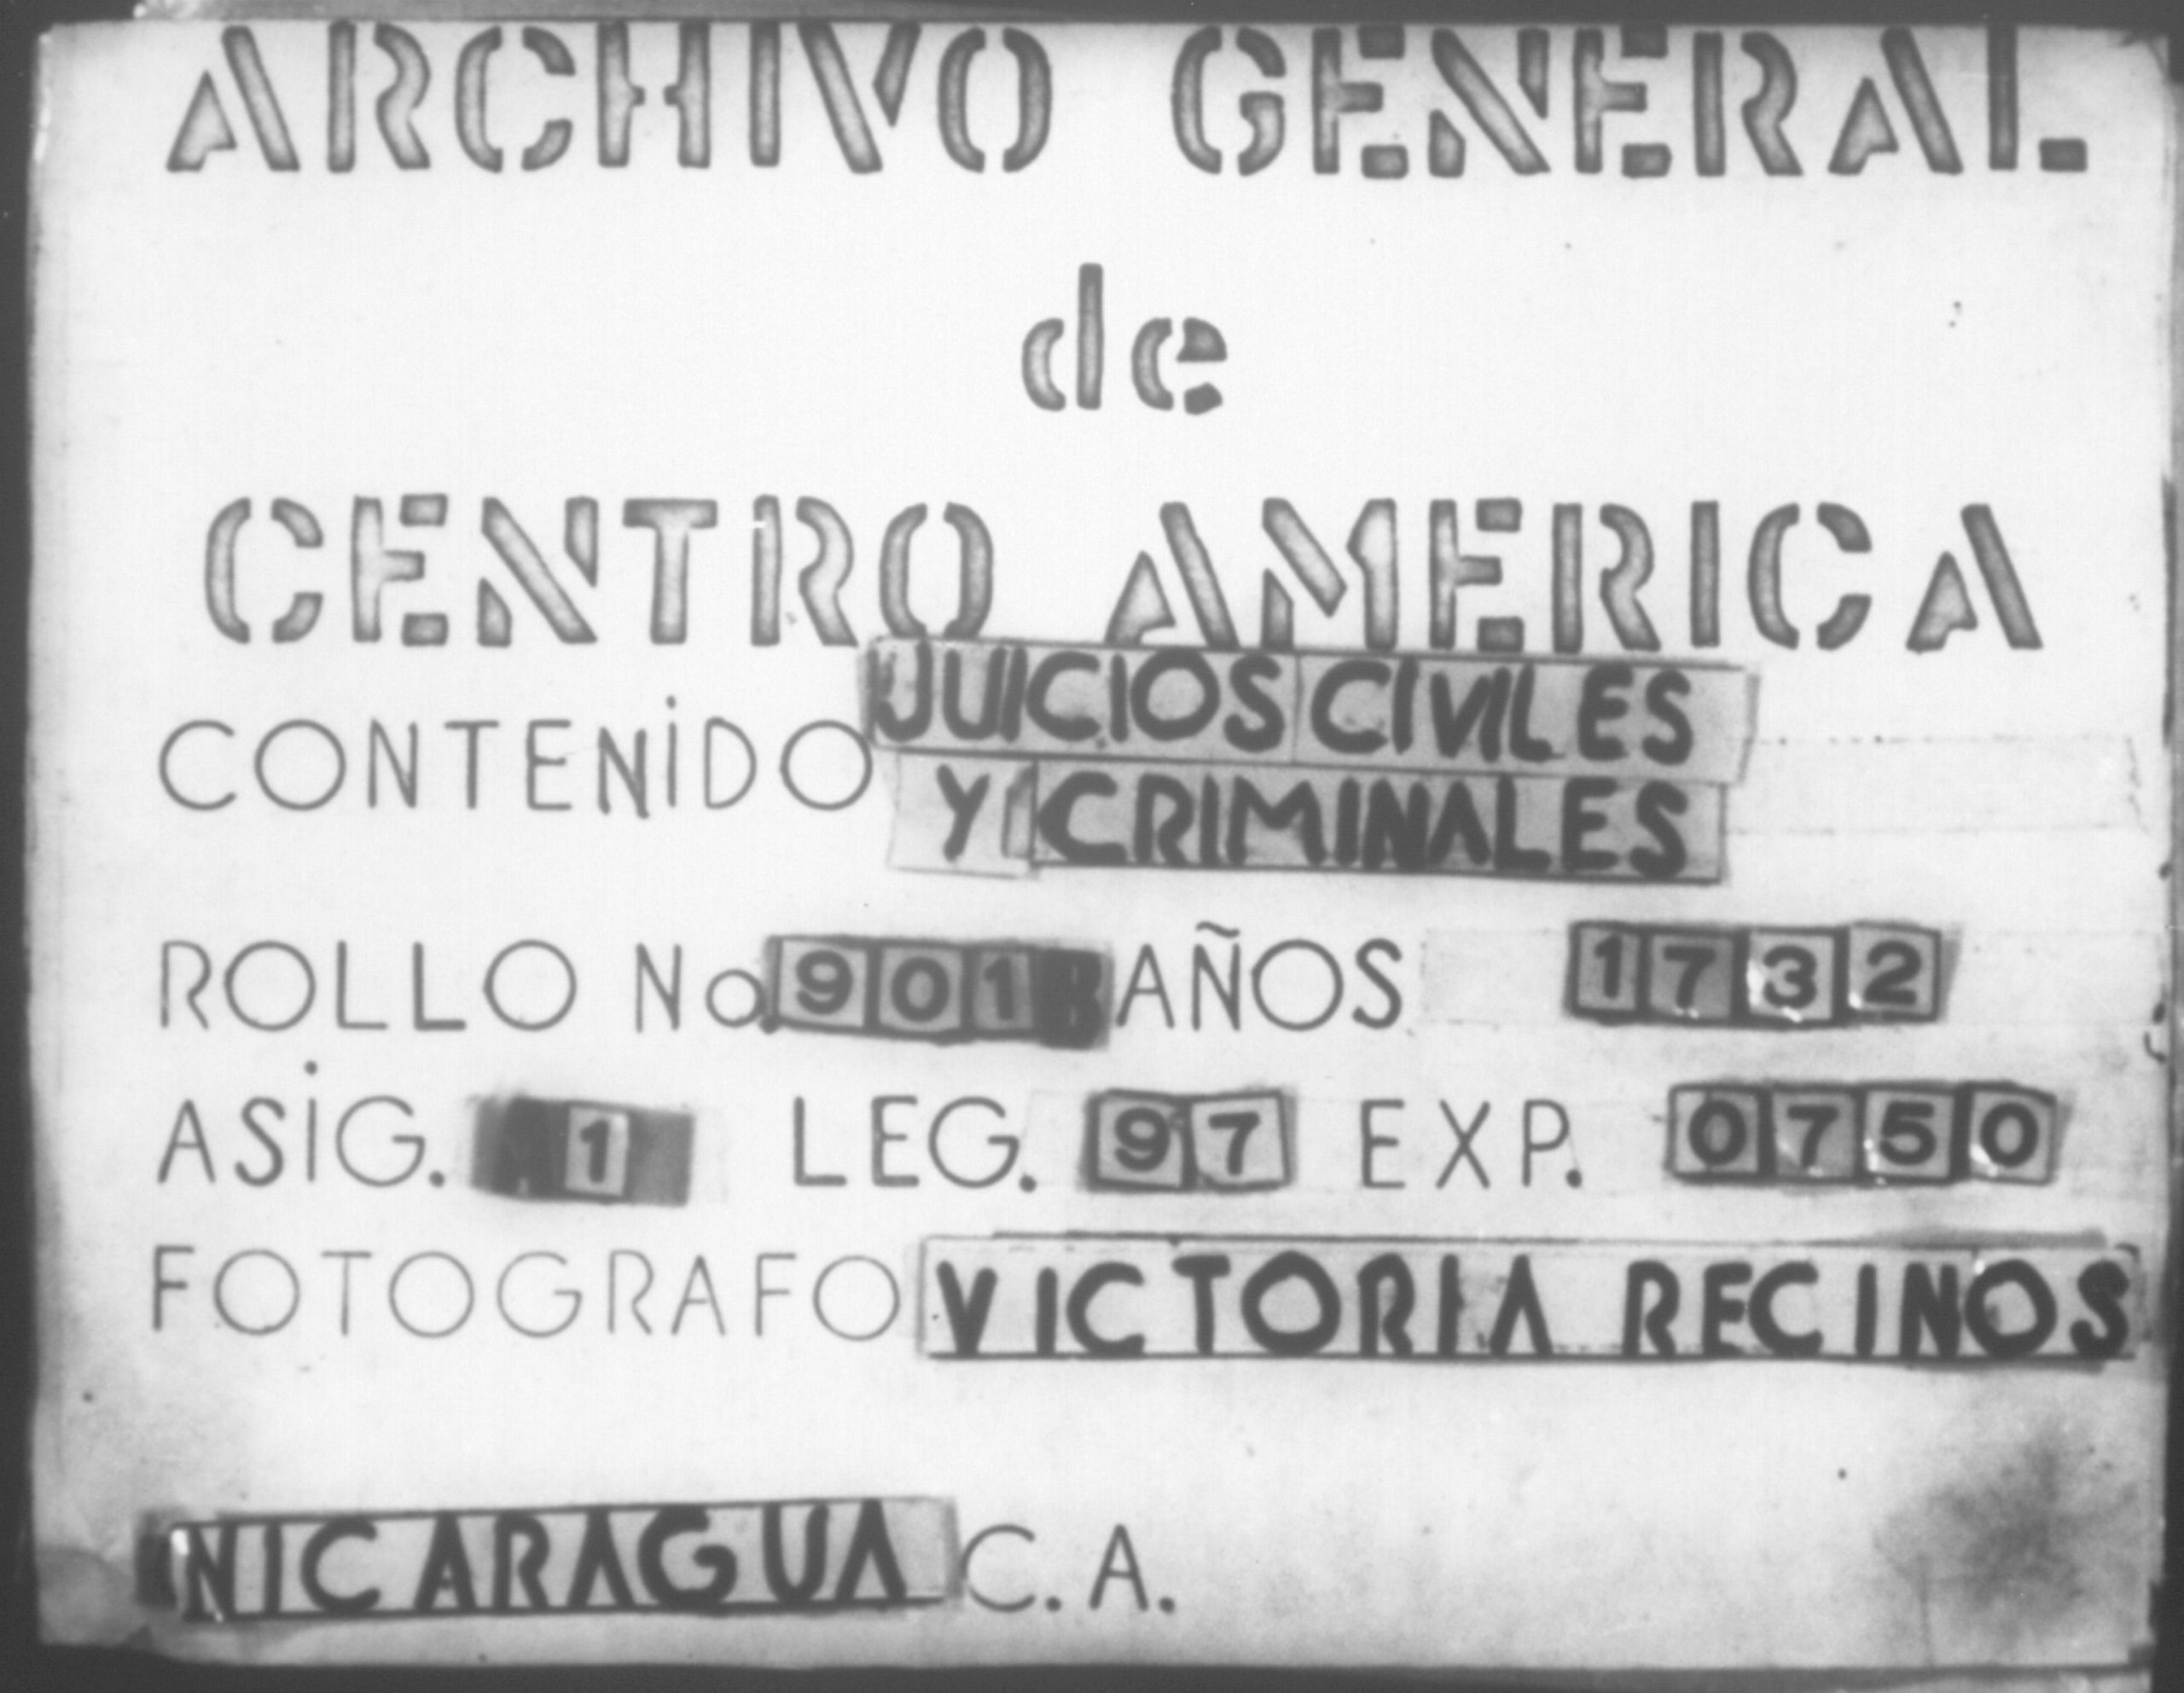 ARCHIVO GENERAL
de
CENTRO AMERICA
CONTENIDO JUICIOS CIVILES
Y CRIMINALES
ROLLO No. 901 AÑOS 1732
ASIG. 1 LEG. 97 EXP. 0750
FOTOGRAFO VICTORIA RECINOS
NICARAGUA C.A.